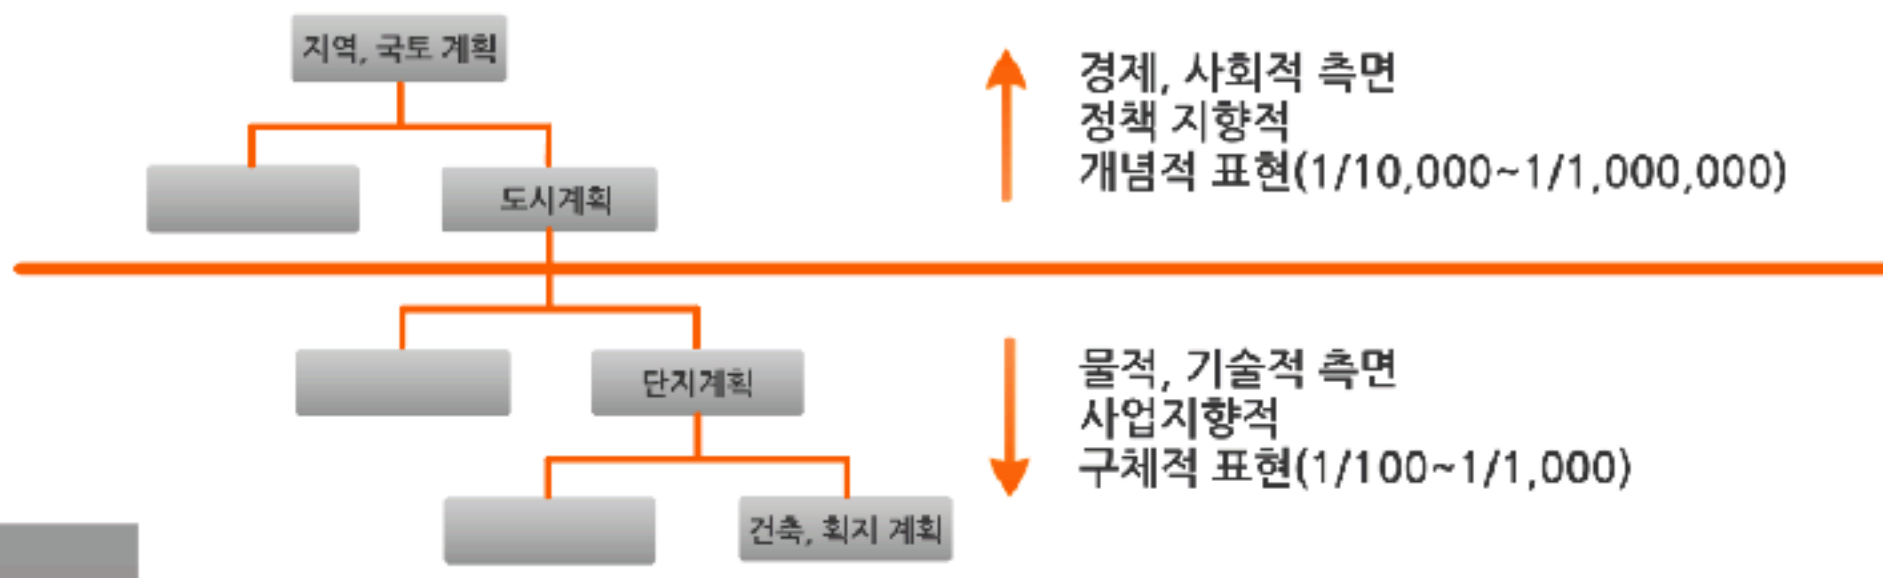 지역, 국토 계획
도시계획
경제, 사회적 측면
정책 지향적
개념적 표현(1/10,000~1/1,000,000)
단지계획
건축, 획지 계획
물적, 기술적 측면
사업지향적
구체적 표현(1/100~1/1,000)